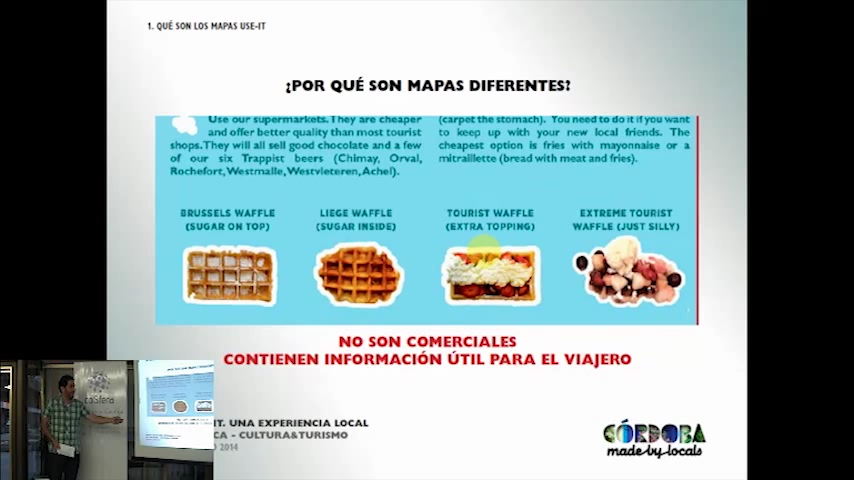 1. QUÉ SON LOS MAPAS USE-IT
¿POR QUÉ SON MAPAS DIFERENTES?
Use our supermarkets. They are cheaper
and offer better quality than most tourist
shops. They will all sell good chocolate and a few
of our six Trappist beers (Chimay, Orval,
Rochefort, Westmalle, Westvleteren, Achel).
(carpet the stomach). You need to do it if you want
to keep up with your new local friends. The
cheapest option is fries with mayonnaise or a
mitraillette (bread with meat and fries).
BRUSSELS WAFFLE
(SUGAR ON TOP)
LIEGE WAFFLE
(SUGAR INSIDE)
TOURIST WAFFLE
(EXTRA TOPPING)
EXTREME TOURIST
WAFFLE (JUST SILLY)
NO SON COMERCIALES
CONTIENEN INFORMACIÓN ÚTIL PARA EL VIAJERO
IT. UNA EXPERIENCIA LOCAL
CA - CULTURA&TURISMO
2014
CÓRDOBA
made by locals